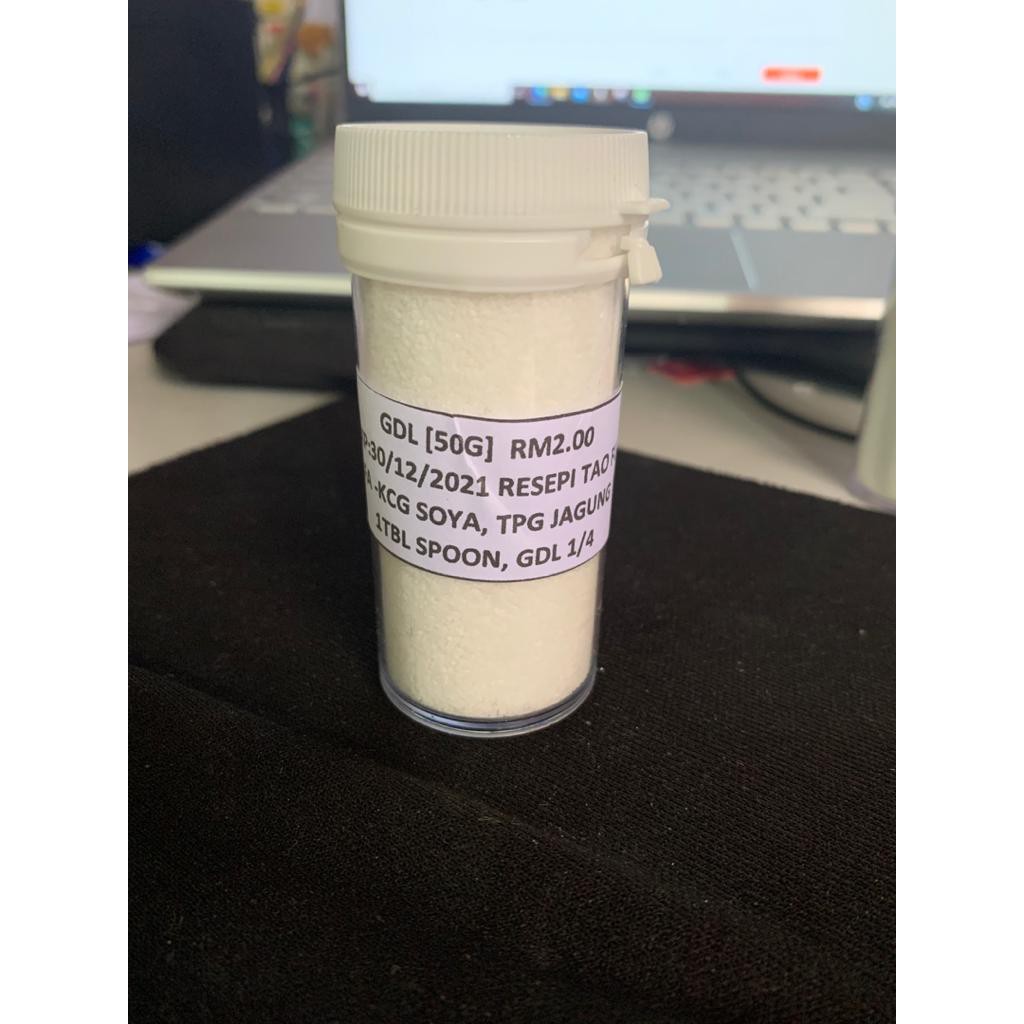 GDL [50G] RM2.00
P:30/12/2021 RESEPI TAO F
A -KCG SOYA, TPG JAGUNG
1TBL SPOON, GDL 1/4